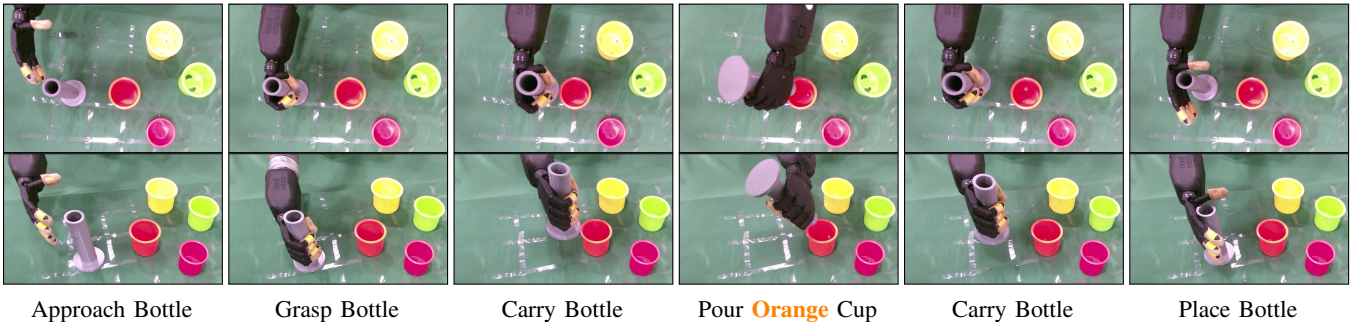 Approach Bottle
Grasp Bottle
Carry Bottle
Pour Orange Cup
Carry Bottle
Place Bottle